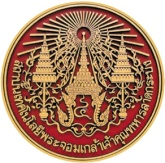 สถาบันเทคโนโลยีพระจอมเกล้าเจ้าคุณทหารลาดกระบัง